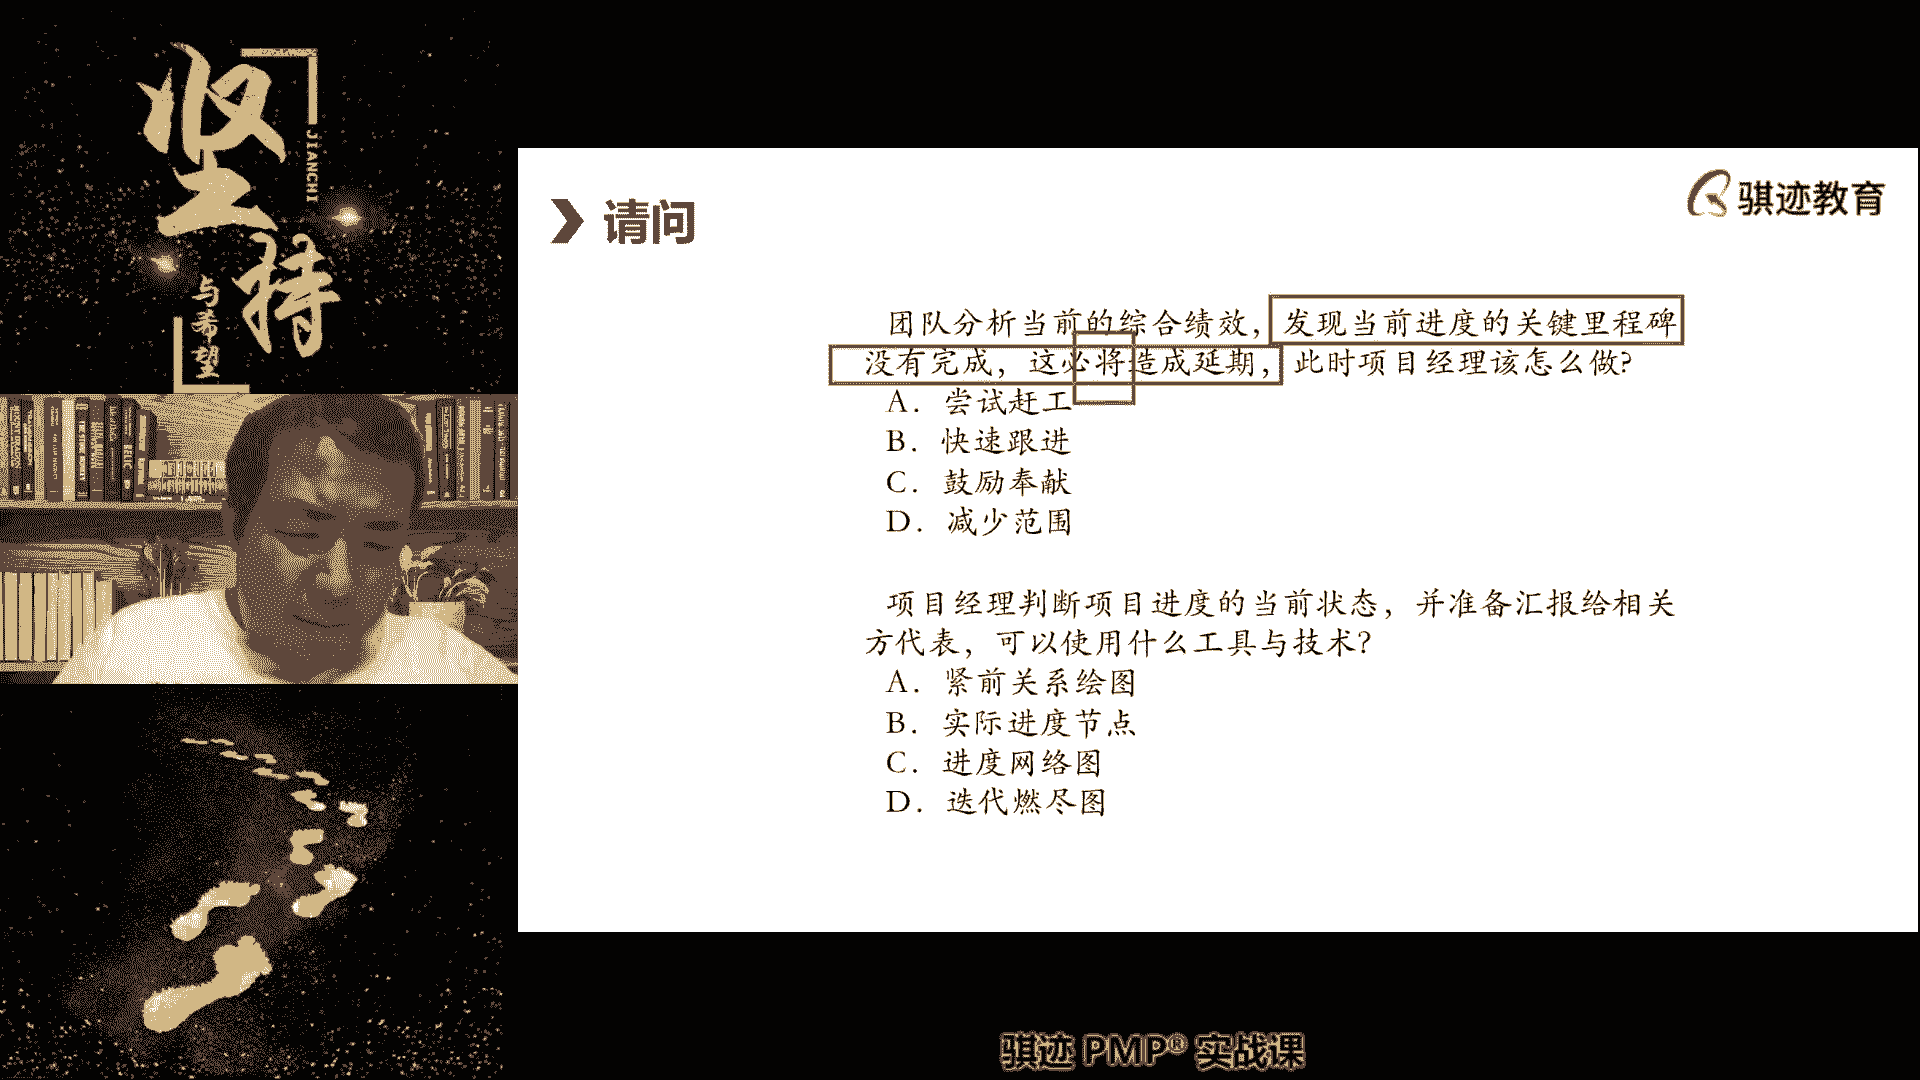 坚
持
JIANCHI
与
希
望
骐迹教育
请问
团队分析当前的综合绩效，发现当前进度的关键里程碑
没有完成，这必将造成延期，此时项目经理该怎么做？
A．尝试赶工
B．快速跟进
C．鼓励奉献
D．减少范围
项目经理判断项目进度的当前状态，并准备汇报给相关
方代表，可以使用什么工具与技术？
A．紧前关系绘图
B．实际进度节点
C．进度网络图
D．迭代燃尽图
骐迹 PMP® 实战课